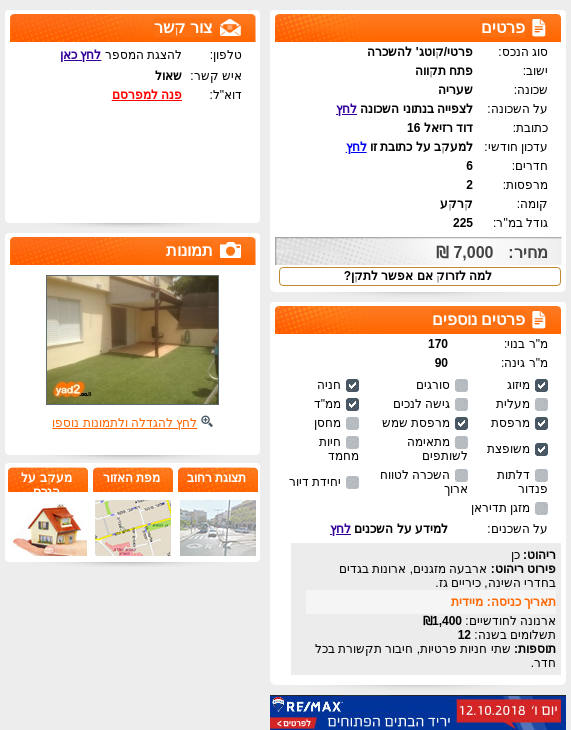 פרטים
סוג הנכס: פרטי/קוטג' להשכרה
ישוב: פתח תקווה
שכונה: שעריה
על השכונה: לצפייה בנתוני השכונה לחץ
כתובת: דוד רזיאל 16
עדכון חודשי: למעקב על כתובת זו לחץ
חדרים: 6
מרפסות: 2
קומה: קרקע
גודל במ"ר: 225
מחיר: 7,000 ₪
למה לזרוק אם אפשר לתקן?
פרטים נוספים
מ"ר בנוי: 170
מ"ר גינה: 90
מיזוג סורגים חניה
מעלית גישה לנכים ממ"ד
מרפסת מרפסת שמש מחסן
משופצת מתאימה לשותפים חיות מחמד
דלתות פנדור השכרה לטווח ארוך יחידת דיור
מזגן תדיראן
על השכנים: למידע על השכנים לחץ
ריהוט: כן
פירוט ריהוט: ארבעה מזגנים, ארונות בגדים
בחדרי השינה, כיריים גז.
תאריך כניסה: מיידית
ארנונה לחודשיים: 1,400₪
תשלומים בשנה: 12
תוספות: שתי חניות פרטיות, חיבור תקשורת בכל
חדר.
RE/MAX
יום ו' 12.10.2018
יריד הבתים הפתוחים
לפרטים >
צור קשר
טלפון: להצגת המספר לחץ כאן
איש קשר: שאול
דוא"ל: פנה למפרסם
תמונות
yad2.co.il
לחץ להגדלה ולתמונות נוספו
תצוגת רחוב
מפת האזור
מעקב על
הנכס